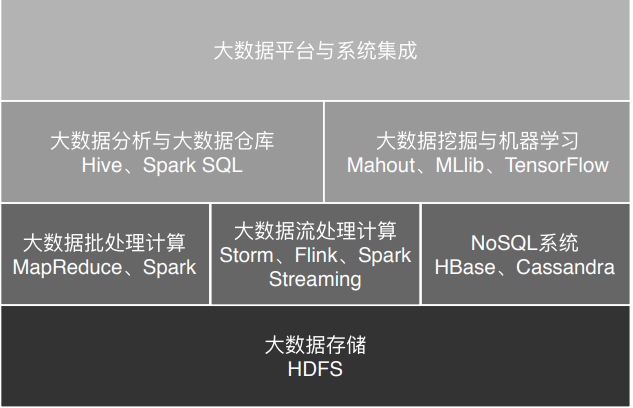 大数据平台与系统集成
大数据分析与大数据仓库
Hive、Spark SQL
大数据挖掘与机器学习
Mahout、MLlib、TensorFlow
大数据批处理计算
MapReduce、Spark
大数据流处理计算
Storm、Flink、Spark
Streaming
NoSQL系统
HBase、Cassandra
大数据存储
HDFS